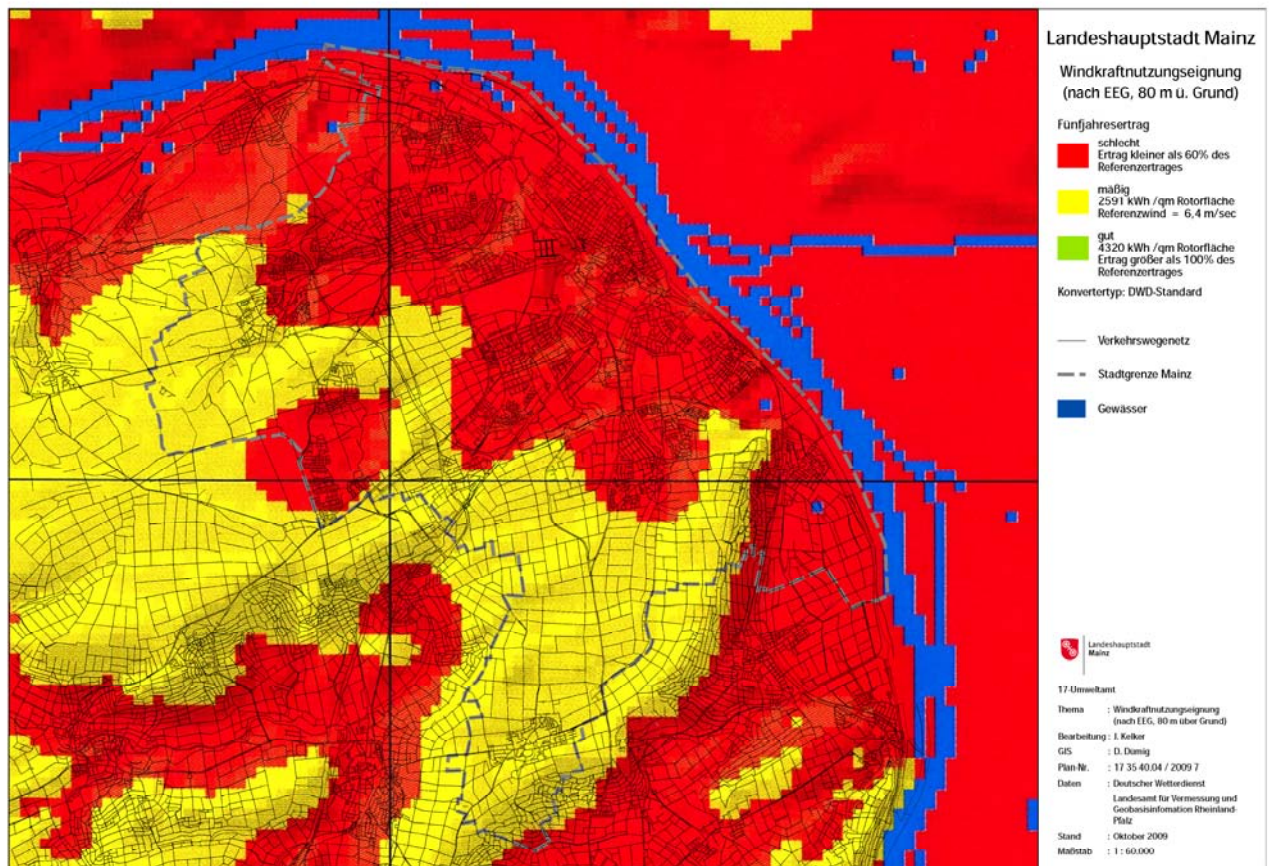 Landeshauptstadt Mainz
Windkraftnutzungseignung
(nach EEG, 80 m ü. Grund)
Fünfjahresertrag
schlecht
Ertrag kleiner als 60% des
Referenzertrages
mäßig
2591 kWh /qm Rotorfläche
Referenzwind = 6,4 m/sec
gut
4320 kWh /qm Rotorfläche
Ertrag größer als 100% des
Referenzertrages
Konvertertyp: DWD-Standard
Verkehrswegenetz
Stadtgrenze Mainz
Gewässer
Landeshauptstadt
Mainz
17-Umweltamt
Thema : Windkraftnutzungseignung
(nach EEG, 80 m über Grund)
Bearbeitung : J. Kelker
GIS : D. Dümig
Plan-Nr. : 17 35 40.04 / 2009 7
Daten : Deutscher Wetterdienst
Landesamt für Vermessung und
Geobasisinfomation Rheinland-
Pfalz
Stand : Oktober 2009
Maßstab : 1 : 60.000